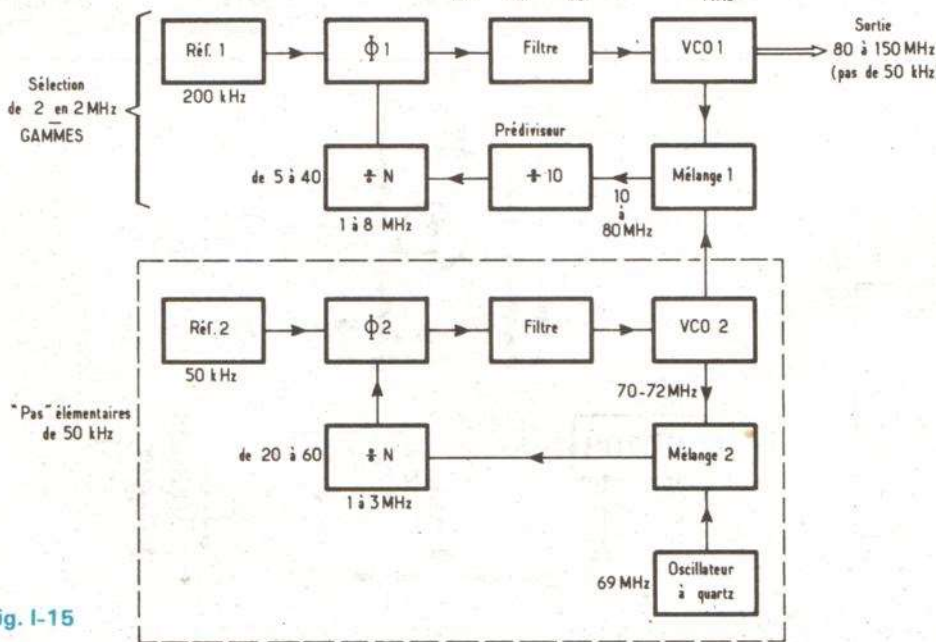 Réf. 1
Φ1
Filtre
VCO 1
Sortie
80 à 150 MHz
(pas de 50 kHz)
200 kHz
Sélection
de 2 en 2 MHz
GAMMES
Prédiviseur
de 5 à 40
÷ N
÷ 10
Mélange 1
10
à
80 MHz
1 à 8 MHz
Réf. 2
Φ2
Filtre
VCO 2
50 kHz
70-72 MHz
"Pas" élémentaires
de 50 kHz
de 20 à 60
÷ N
Mélange 2
1 à 3 MHz
69 MHz
Oscillateur
à quartz
ig. I-15